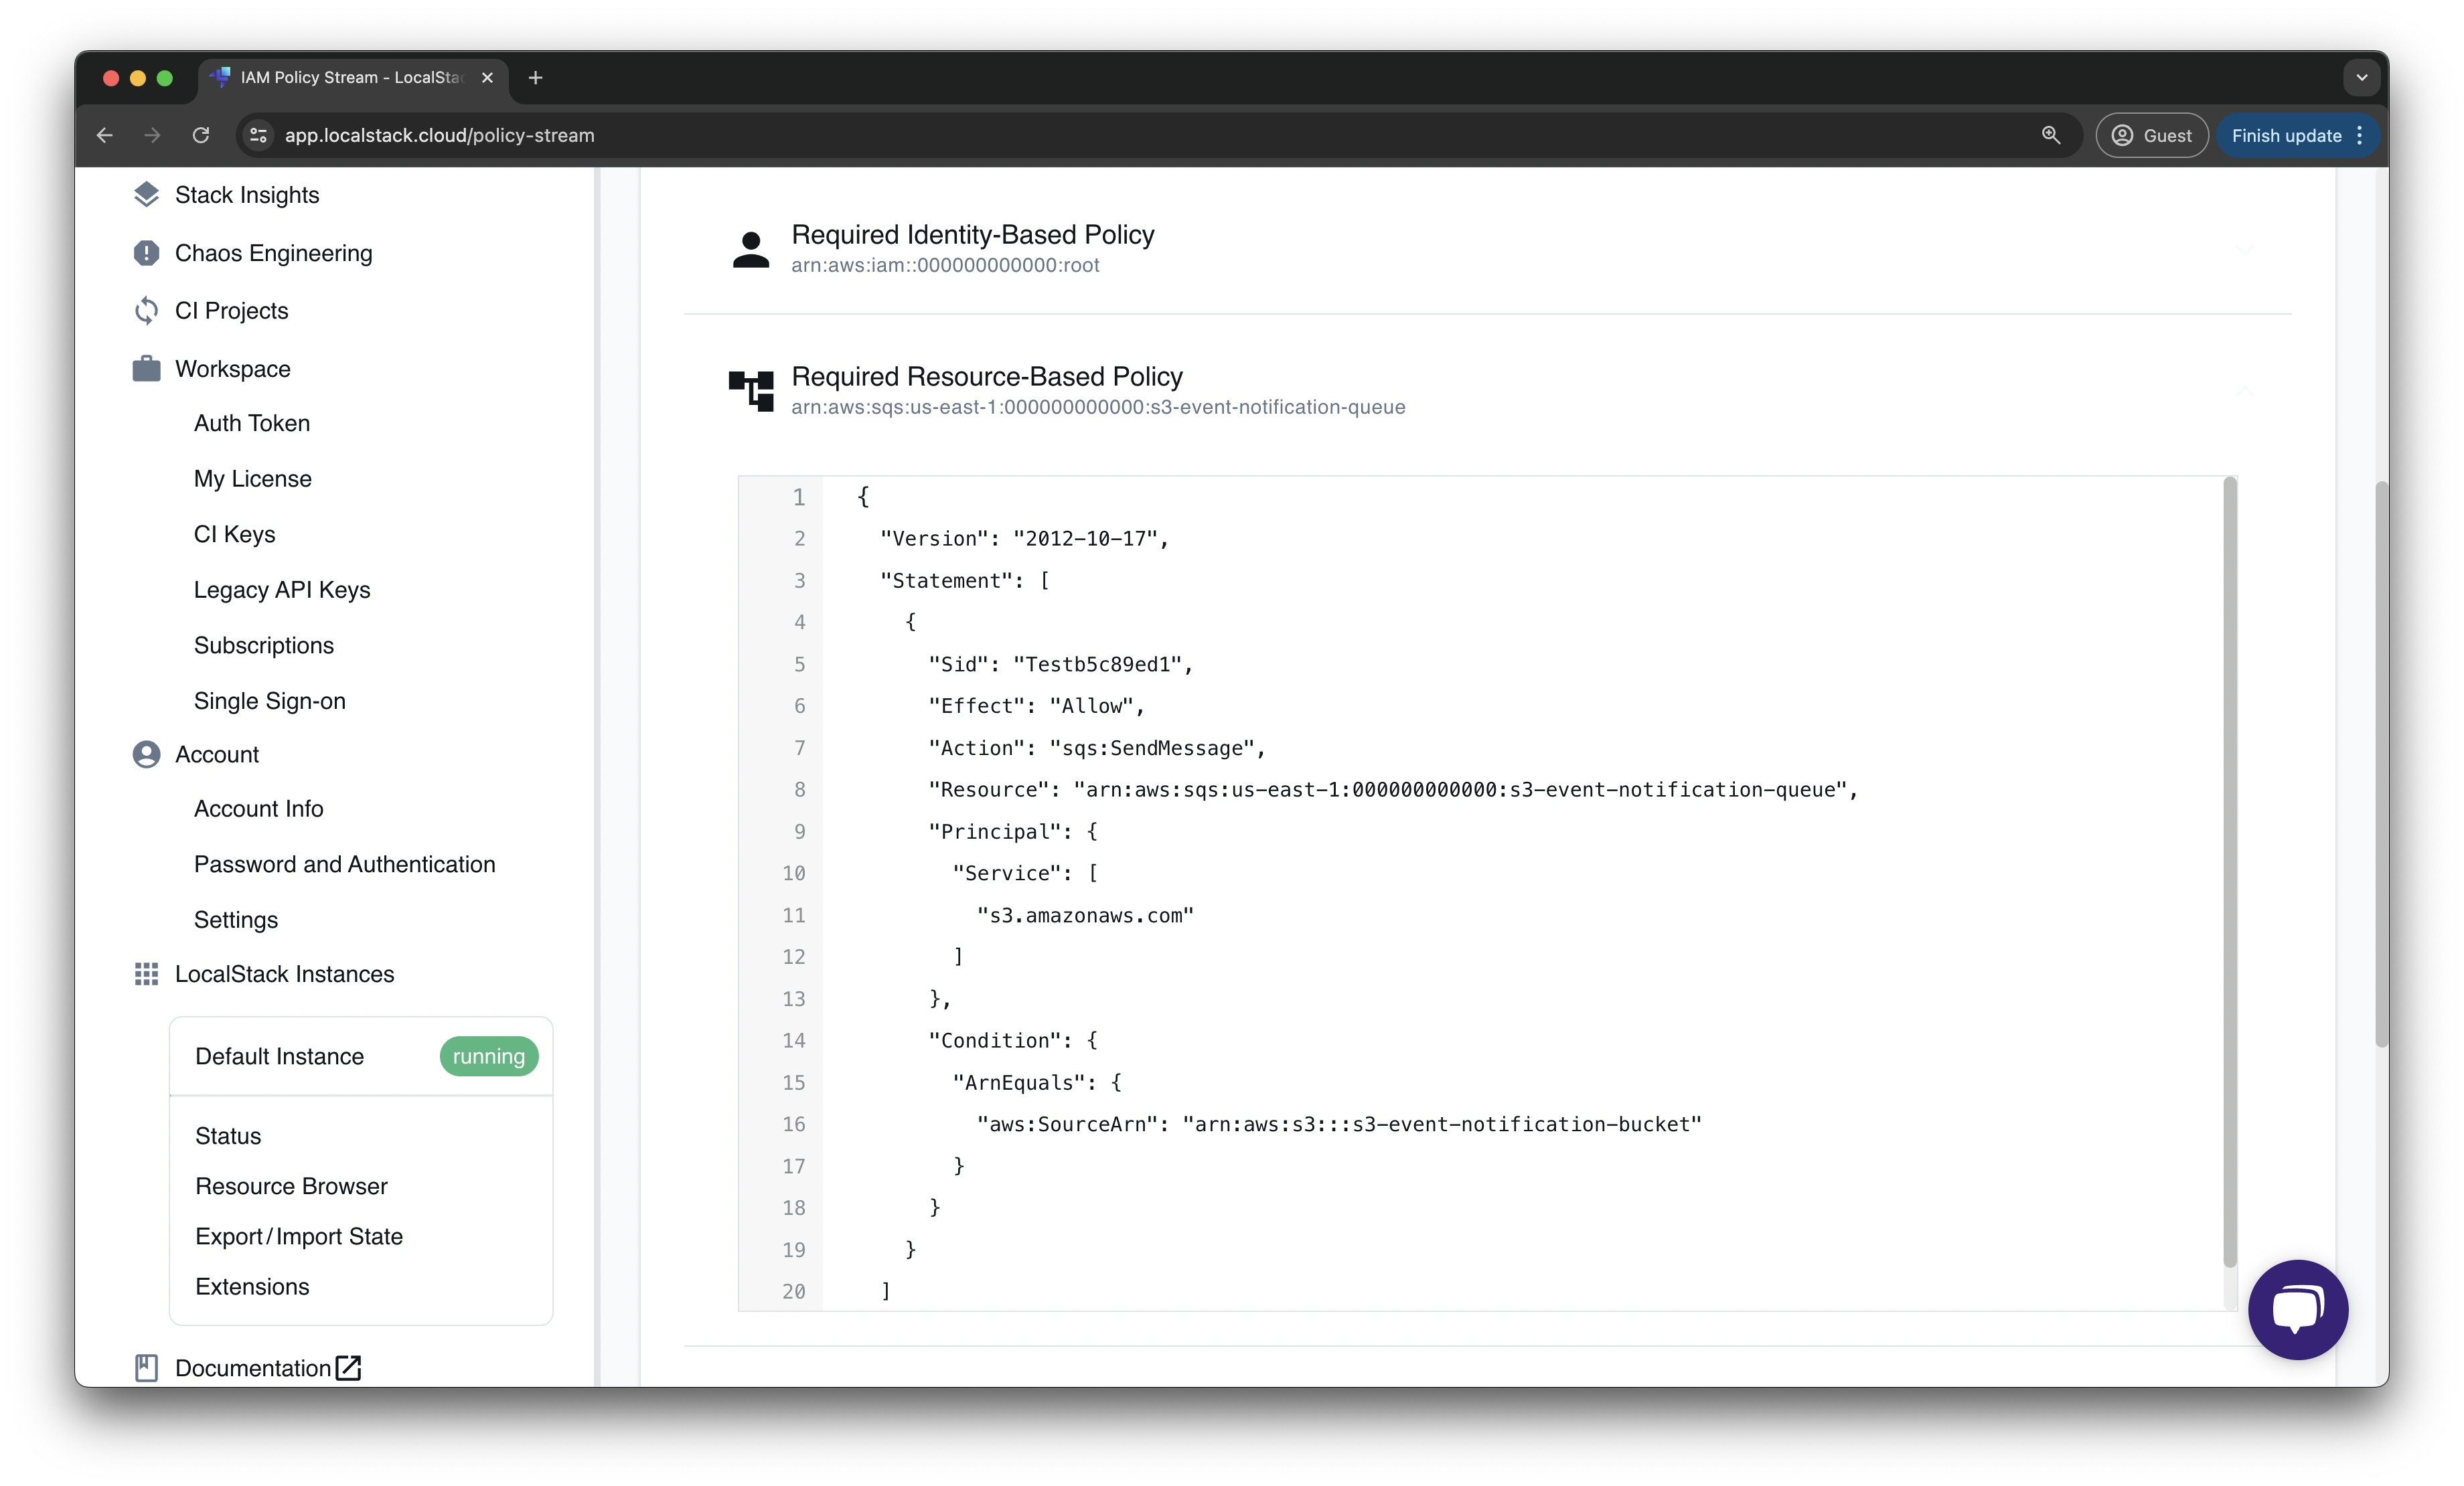 IAM Policy Stream - LocalStac
app.localstack.cloud/policy-stream
Guest
Finish update
Stack Insights
Chaos Engineering
CI Projects
Workspace
Auth Token
My License
CI Keys
Legacy API Keys
Subscriptions
Single Sign-on
Account
Account Info
Password and Authentication
Settings
LocalStack Instances
Default Instance
running
Status
Resource Browser
Export/Import State
Extensions
Documentation
Required Identity-Based Policy
arn:aws:iam::000000000000:root
Required Resource-Based Policy
arn:aws:sqs:us-east-1:000000000000:s3-event-notification-queue
1 {
2 "Version": "2012-10-17",
3 "Statement": [
4 {
5 "Sid": "Testb5c89ed1",
6 "Effect": "Allow",
7 "Action": "sqs:SendMessage",
8 "Resource": "arn:aws:sqs:us-east-1:000000000000:s3-event-notification-queue",
9 "Principal": {
10 "Service": [
11 "s3.amazonaws.com"
12 ]
13 },
14 "Condition": {
15 "ArnEquals": {
16 "aws:SourceArn": "arn:aws:s3:::s3-event-notification-bucket"
17 }
18 }
19 }
20 ]